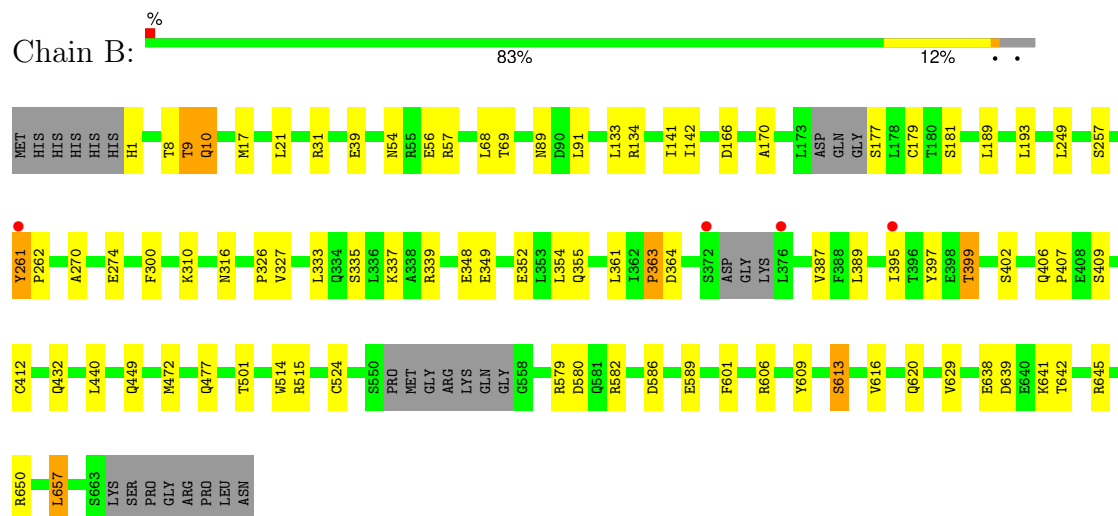 %
Chain B:
83% 12% • •
MET HIS HIS HIS HIS HIS H1 T8 T9 Q10 M17 L21 R31 E39 N54 R55 E56 R57 L68 T69 N89 D90 L91 L133 R134 I141 I142 D166 A170 L173 ASP GLN GLY S177 L178 C179 T180 S181 L189 L193 L249 S257
Y261 P262 A270 E274 F300 K310 N316 P326 V327 L333 Q334 S335 L336 K337 A338 R339 E348 E349 E352 L353 L354 Q355 L361 I362 P363 D364 S372 ASP GLY LYS L376 V387 F388 L389 I395 T396 Y397 E398 T399 S402 Q406 P407 E408 S409
C412 Q432 L440 Q449 M472 Q477 T501 W514 R515 C524 S550 PRO MET GLY ARG LYS GLN GLY G558 R579 D580 Q581 R582 D586 E589 F601 R606 Y609 S613 V616 Q620 V629 E638 D639 E640 K641 T642 R645
R650 L657 S663 LYS SER PRO GLY ARG PRO LEU ASN